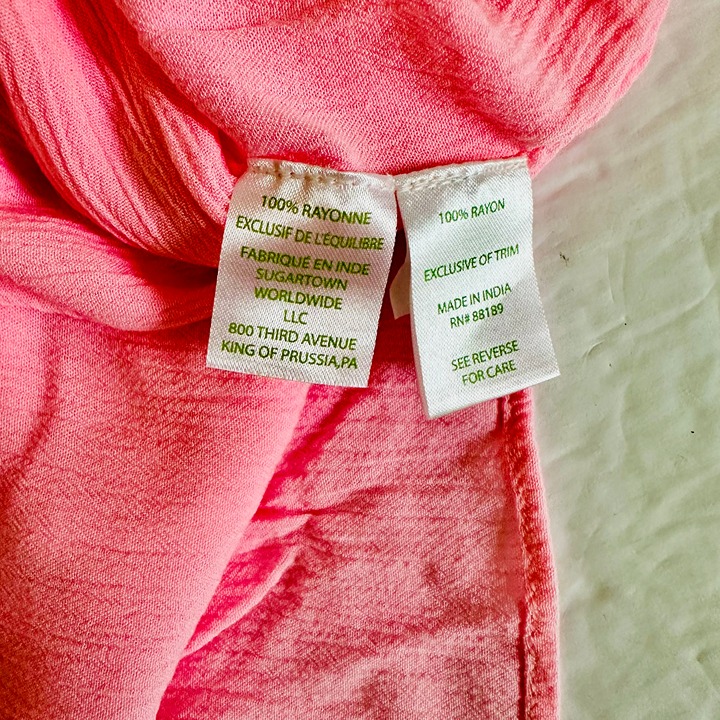 100% RAYONNE
EXCLUSIF DE L'ÉQUILIBRE
FABRIQUÉ EN INDE
SUGARTOWN
WORLDWIDE
LLC
800 THIRD AVENUE
KING OF PRUSSIA,PA
100% RAYON
EXCLUSIVE OF TRIM
MADE IN INDIA
RN# 88189
SEE REVERSE
FOR CARE